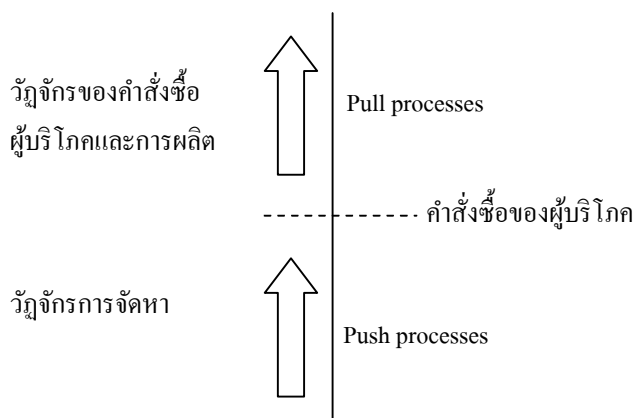 วัฏจักรของคำสั่งซื้อ
ผู้บริโภคและการผลิต
Pull processes
คำสั่งซื้อของผู้บริโภค
วัฏจักรการจัดหา
Push processes